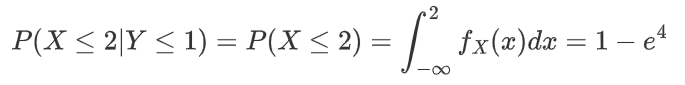 P(X ≤ 2|Y ≤ 1) = P(X ≤ 2) = ∫_{-∞}^{2} f_X(x)dx = 1 − e^4